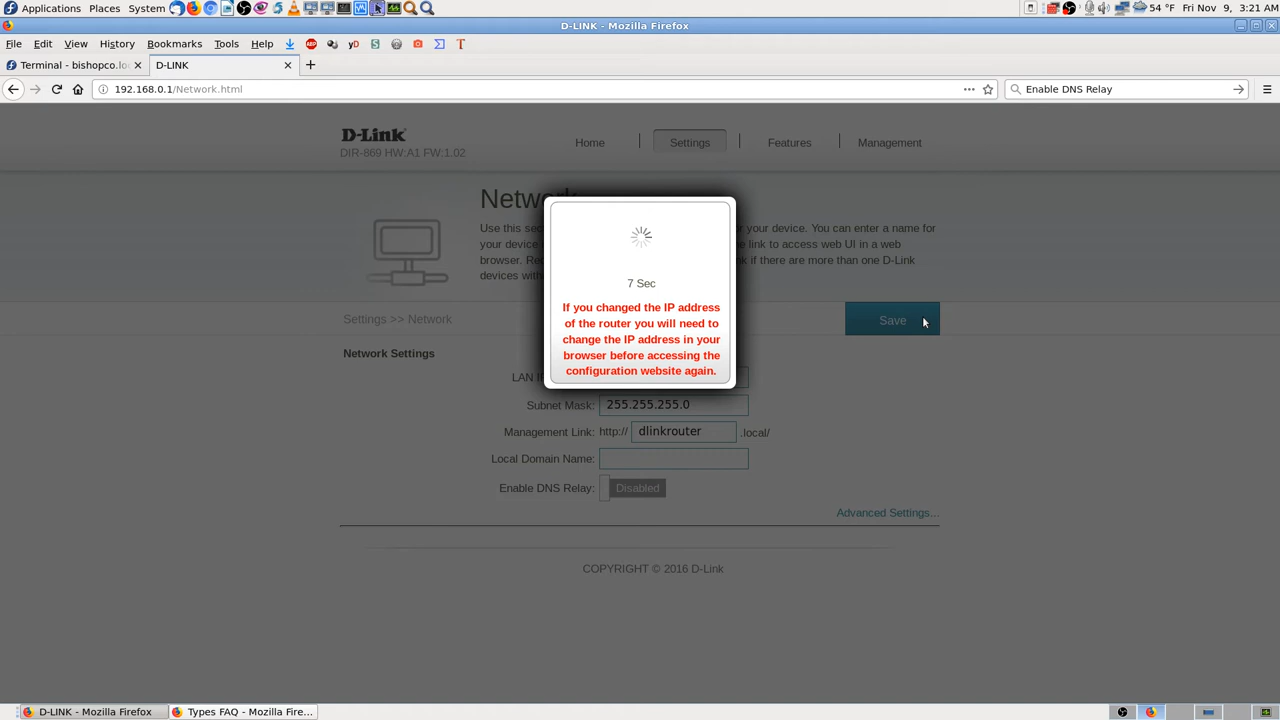 Applications Places System 54 °F Fri Nov 9, 3:21 AM
D-LINK - Mozilla Firefox
File Edit View History Bookmarks Tools Help
Terminal - bishopco.lo D-LINK
192.168.0.1/Network.html Enable DNS Relay
D-Link
DIR-869 HW:A1 FW:1.02
Home Settings Features Management
Network
Use this sec your device. You can enter a name for
your device e link to access web UI in a web
browser. Re k if there are more than one D-Link
devices with
7 Sec
If you changed the IP address
of the router you will need to
change the IP address in your
browser before accessing the
configuration website again.
Settings >> Network Save
Network Settings
LAN I
Subnet Mask: 255.255.255.0
Management Link: http:// dlinkrouter .local/
Local Domain Name:
Enable DNS Relay: Disabled
Advanced Settings...
COPYRIGHT © 2016 D-Link
D-LINK - Mozilla Firefox Types FAQ - Mozilla Fire...